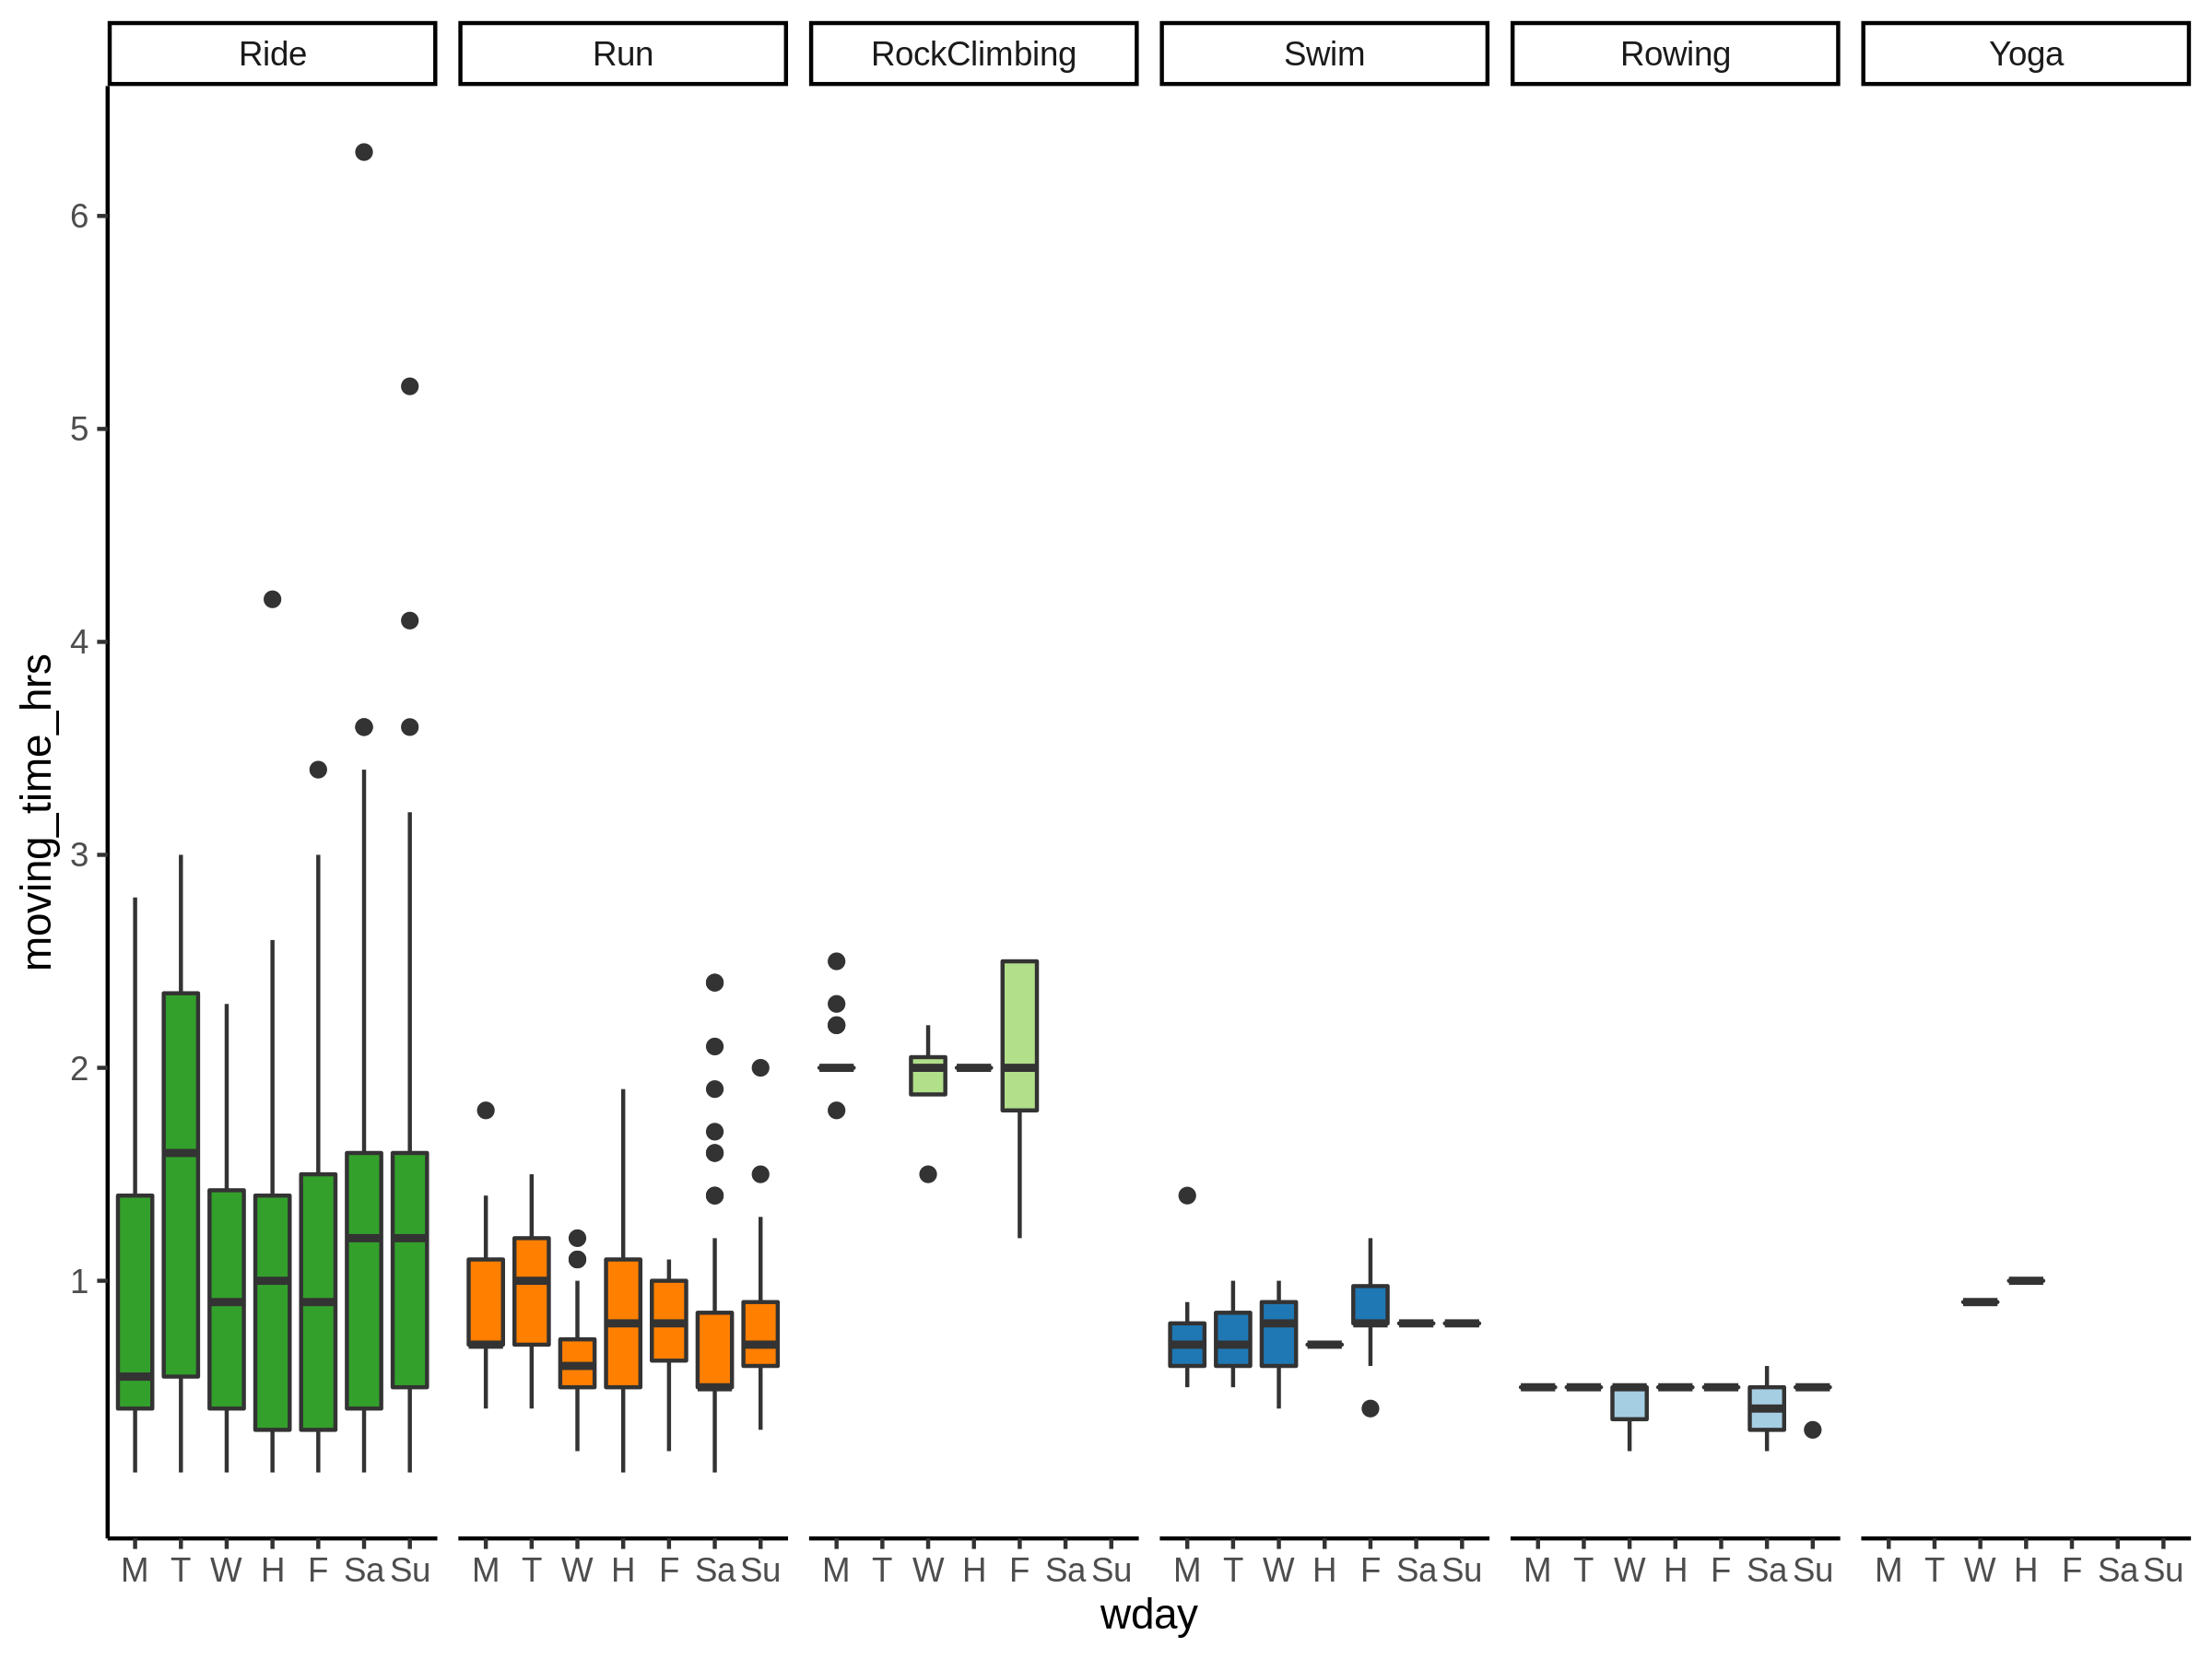 Ride Run RockClimbing Swim Rowing Yoga
moving_time_hrs
6
5
4
3
2
1
M T W H F Sa Su M T W H F Sa Su M T W H F Sa Su M T W H F Sa Su M T W H F Sa Su M T W H F Sa Su
wday